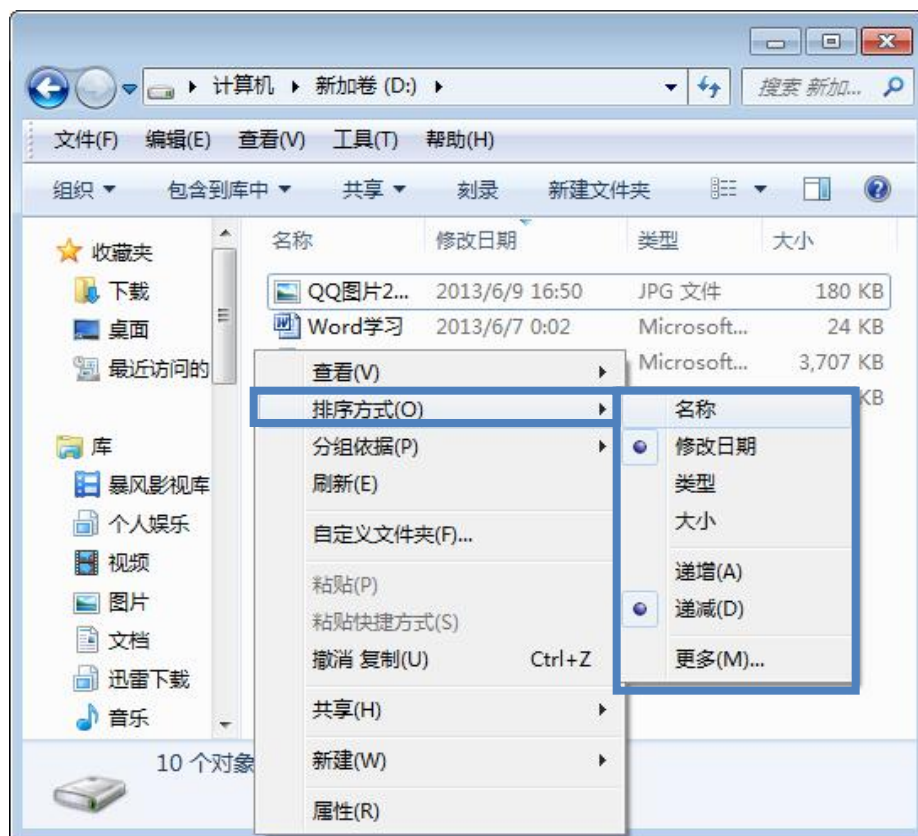 计算机 新加卷 (D:) 搜索 新加...
文件(F) 编辑(E) 查看(V) 工具(T) 帮助(H)
组织 包含到库中 共享 刻录 新建文件夹
收藏夹
下载
桌面
最近访问的
库
暴风影视库
个人娱乐
视频
图片
文档
迅雷下载
音乐
名称 修改日期 类型 大小
QQ图片2... 2013/6/9 16:50 JPG 文件 180 KB
Word学习 2013/6/7 0:02 Microsoft... 24 KB
Microsoft... 3,707 KB
KB
查看(V)
排序方式(O)
分组依据(P)
刷新(E)
自定义文件夹(F)...
粘贴(P)
粘贴快捷方式(S)
撤消 复制(U) Ctrl+Z
共享(H)
新建(W)
属性(R)
名称
修改日期
类型
大小
递增(A)
递减(D)
更多(M)...
10 个对象